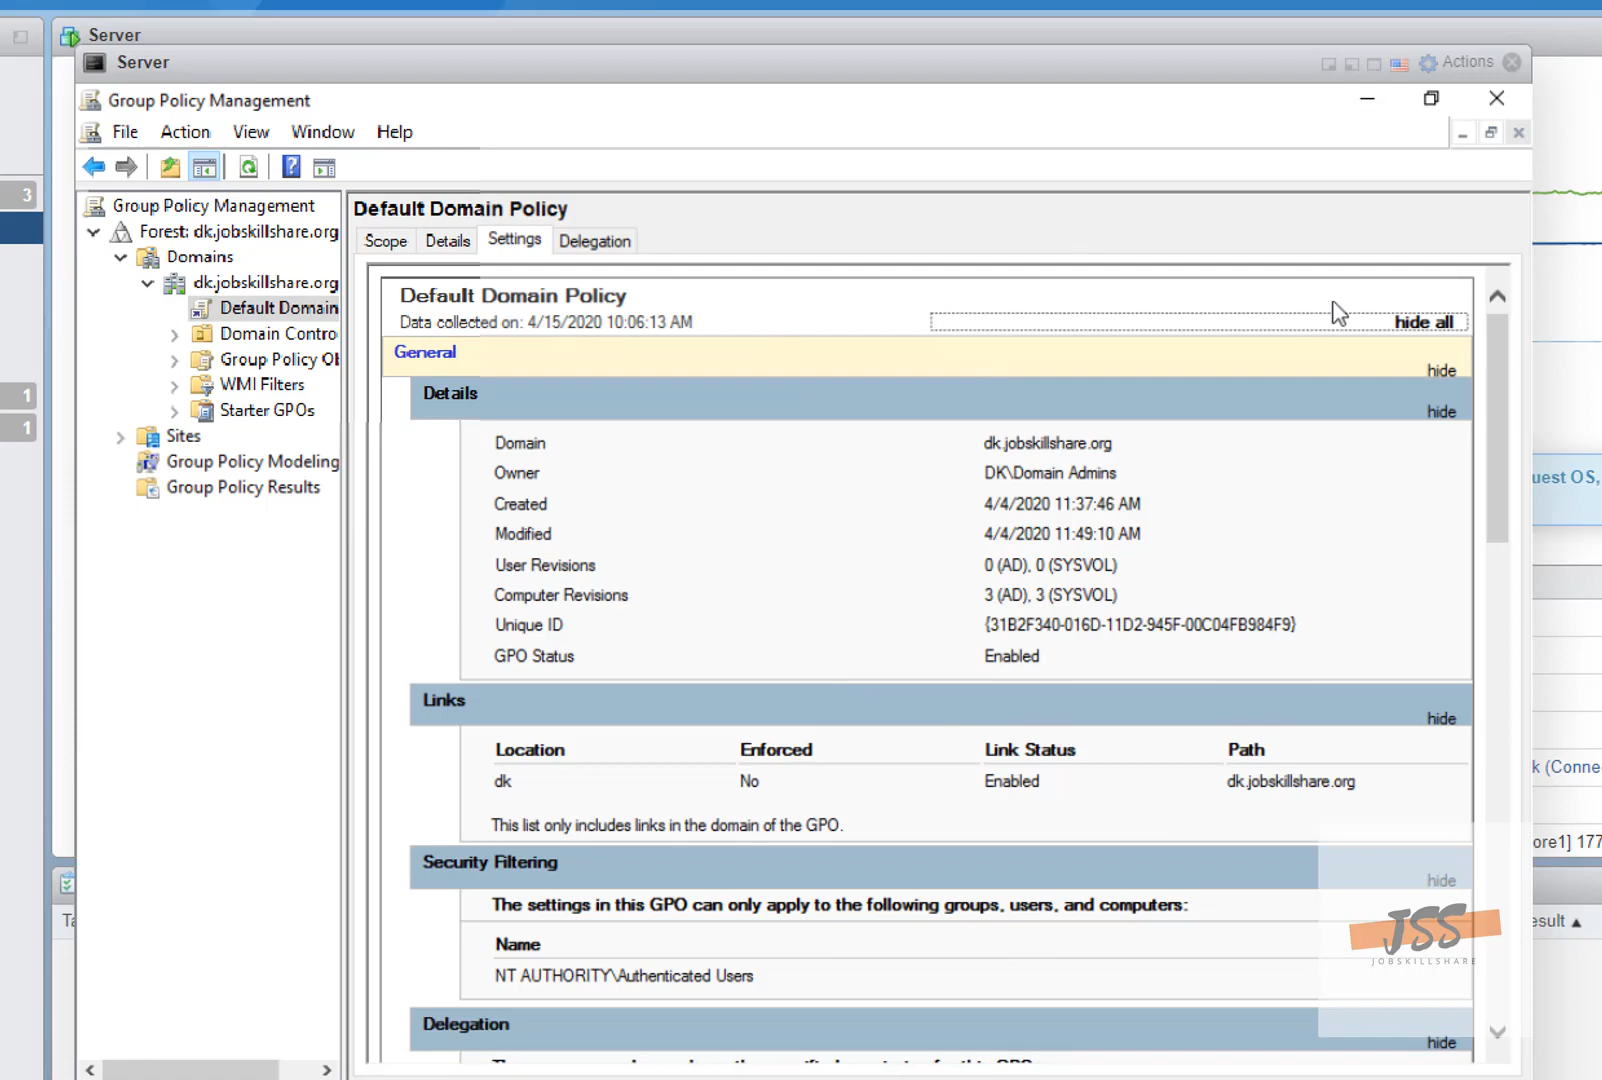 Server
Server
Actions
Group Policy Management
File Action View Window Help
3
1
1
Group Policy Management
Forest: dk.jobskillshare.org
Domains
dk.jobskillshare.org
Default Domain
Domain Contro
Group Policy Ob
WMI Filters
Starter GPOs
Sites
Group Policy Modeling
Group Policy Results
Default Domain Policy
Scope Details Settings Delegation
Default Domain Policy
Data collected on: 4/15/2020 10:06:13 AM
hide all
General
hide
Details
hide
Domain dk.jobskillshare.org
Owner DK\Domain Admins
Created 4/4/2020 11:37:46 AM
Modified 4/4/2020 11:49:10 AM
User Revisions 0 (AD), 0 (SYSVOL)
Computer Revisions 3 (AD), 3 (SYSVOL)
Unique ID {31B2F340-016D-11D2-945F-00C04FB984F9}
GPO Status Enabled
Links
hide
Location Enforced Link Status Path
dk No Enabled dk.jobskillshare.org
This list only includes links in the domain of the GPO.
Security Filtering
hide
The settings in this GPO can only apply to the following groups, users, and computers:
Name
NT AUTHORITY\Authenticated Users
Delegation
hide
uest OS,
k (Conne
ore1] 177
Ta
esult
JSS
JOBSKILLSHARE